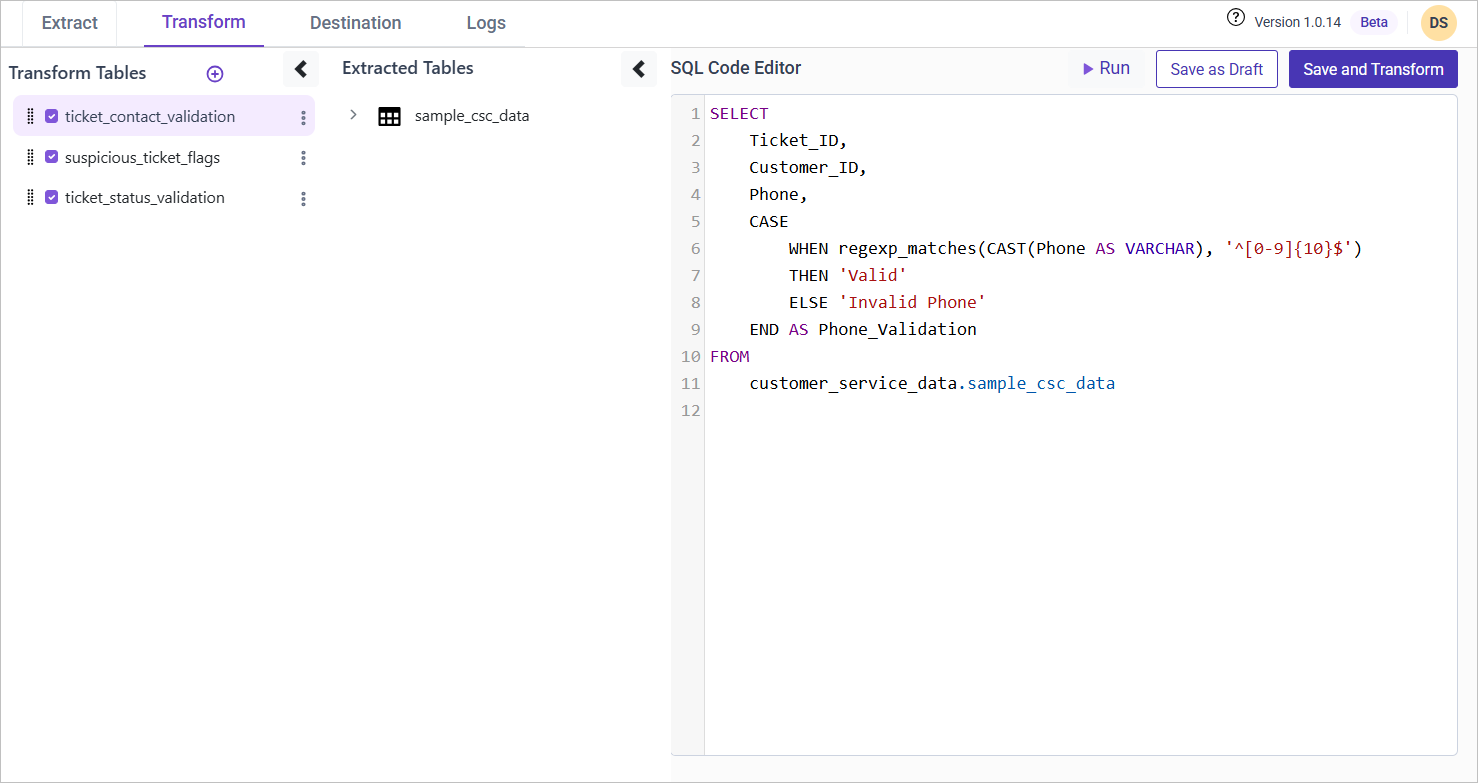 Extract
Transform
Destination
Logs
Version 1.0.14
Beta
DS
Transform Tables
ticket_contact_validation
suspicious_ticket_flags
ticket_status_validation
Extracted Tables
sample_csc_data
SQL Code Editor
Run
Save as Draft
Save and Transform
1 SELECT
2     Ticket_ID,
3     Customer_ID,
4     Phone,
5     CASE
6         WHEN regexp_matches(CAST(Phone AS VARCHAR), '^[0-9]{10}$')
7         THEN 'Valid'
8         ELSE 'Invalid Phone'
9     END AS Phone_Validation
10 FROM
11     customer_service_data.sample_csc_data
12